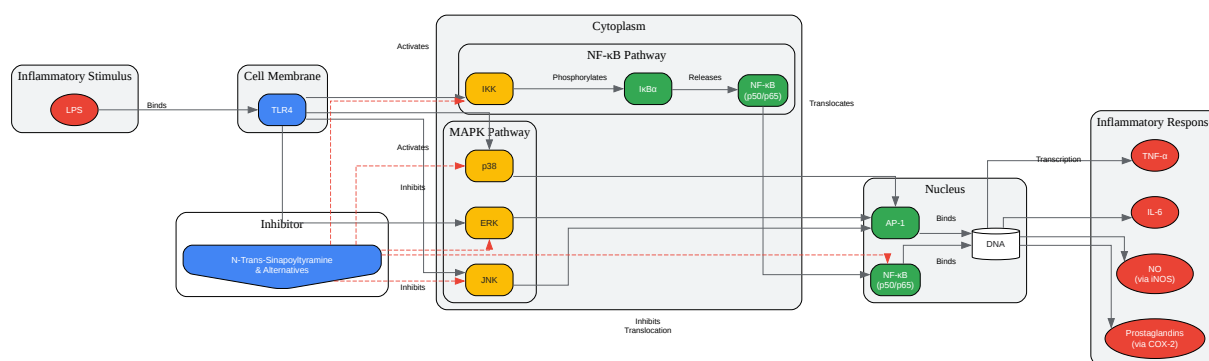 Cytoplasm
Activates
NF-κB Pathway
Inflammatory Stimulus
Cell Membrane
IKK
Phosphorylates
IκBα
Releases
NF-κB
(p50/p65)
LPS
Binds
TLR4
Translocates
MAPK Pathway
Activates
p38
Inhibits
ERK
JNK
Inhibitor
N-Trans-Sinapoyltyramine
& Alternatives
Inhibits
Nucleus
AP-1
Binds
DNA
Binds
NF-κB
(p50/p65)
Inhibits
Translocation
Inflammatory Respons
Transcription
TNF-α
IL-6
NO
(via iNOS)
Prostaglandins
(via COX-2)